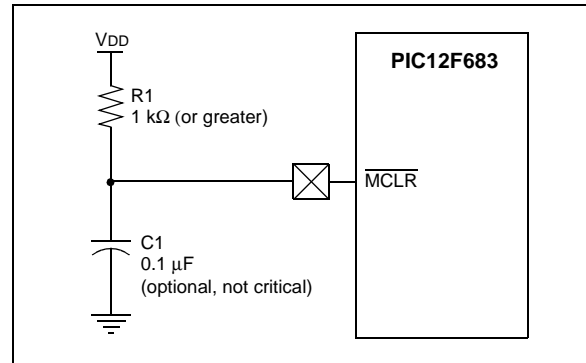 VDD
PIC12F683
R1
1 kΩ (or greater)
MCLR
C1
0.1 μF
(optional, not critical)